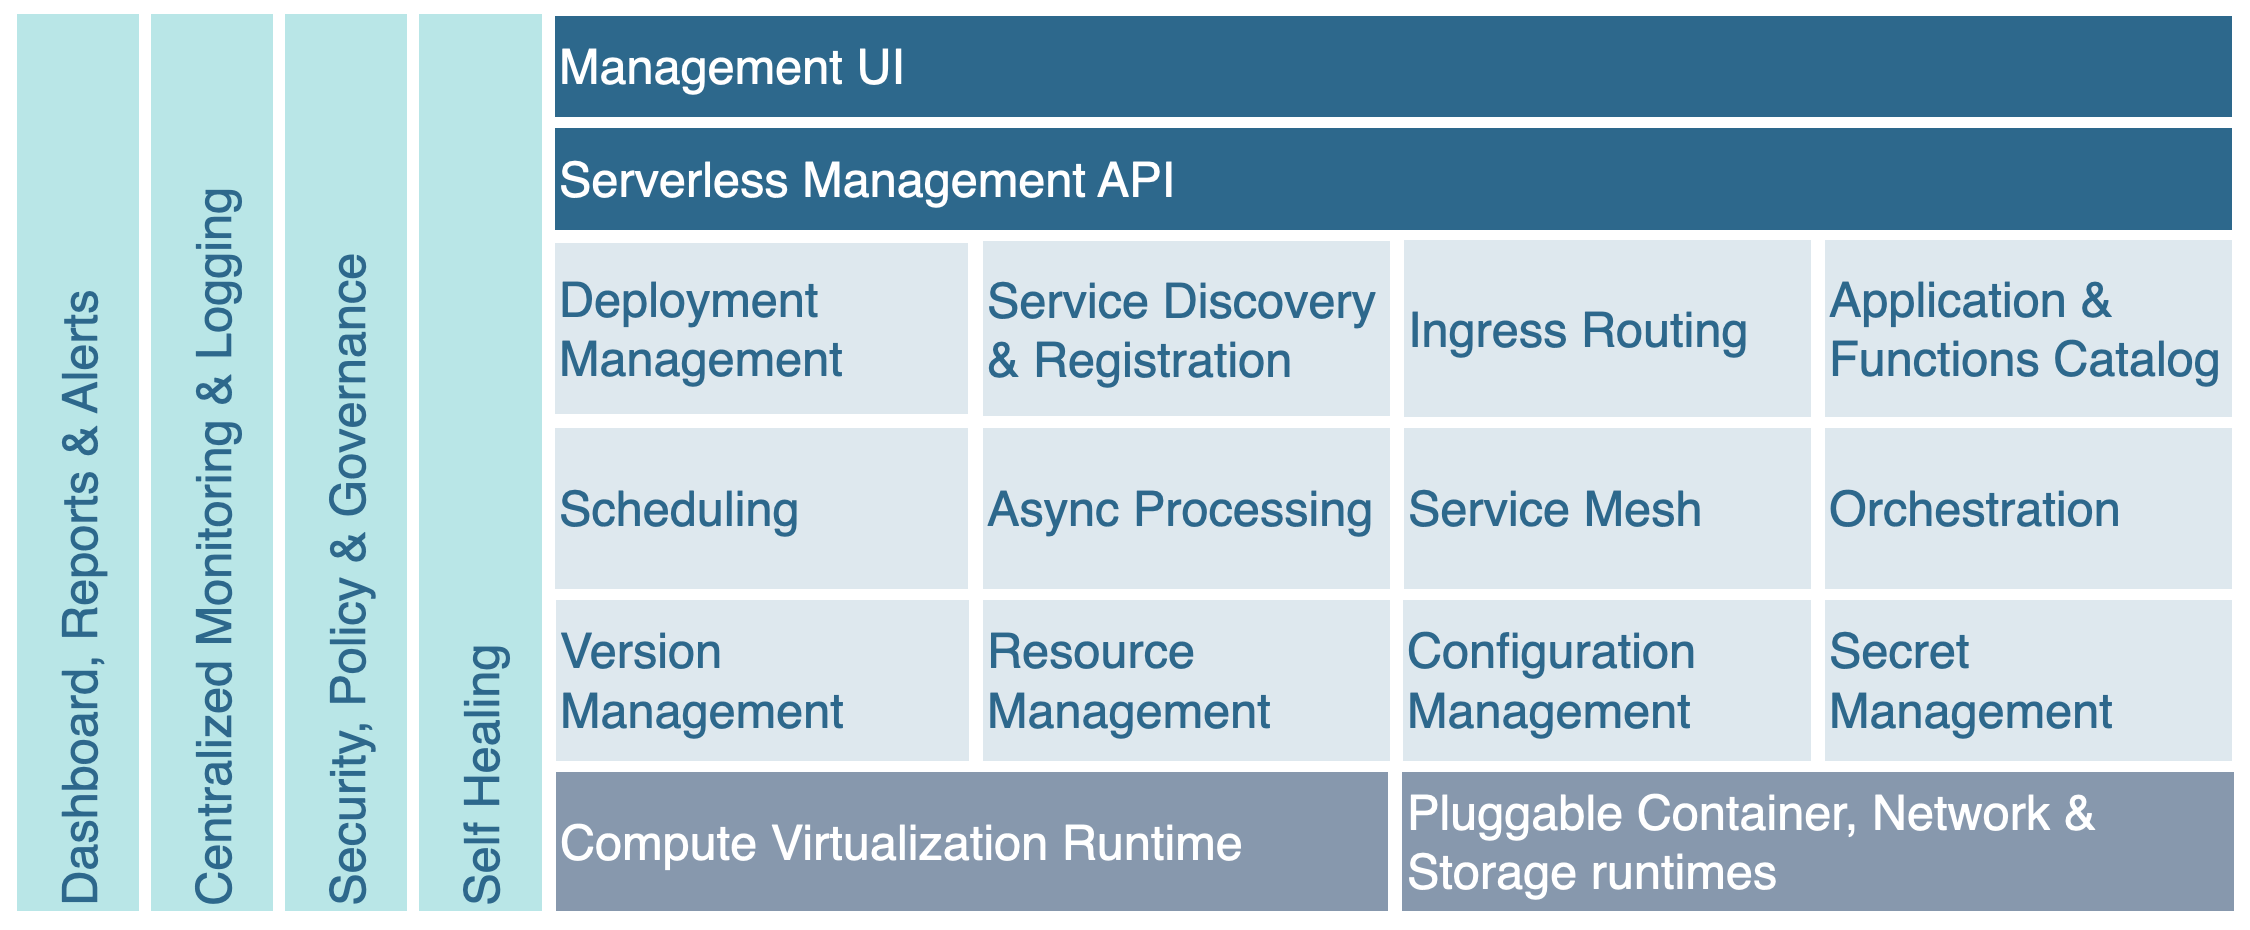 Dashboard, Reports & Alerts
Centralized Monitoring & Logging
Security, Policy & Governance
Self Healing
Management UI
Serverless Management API
Deployment
Management
Service Discovery
& Registration
Ingress Routing
Application &
Functions Catalog
Scheduling
Async Processing
Service Mesh
Orchestration
Version
Management
Resource
Management
Configuration
Management
Secret
Management
Compute Virtualization Runtime
Pluggable Container, Network &
Storage runtimes